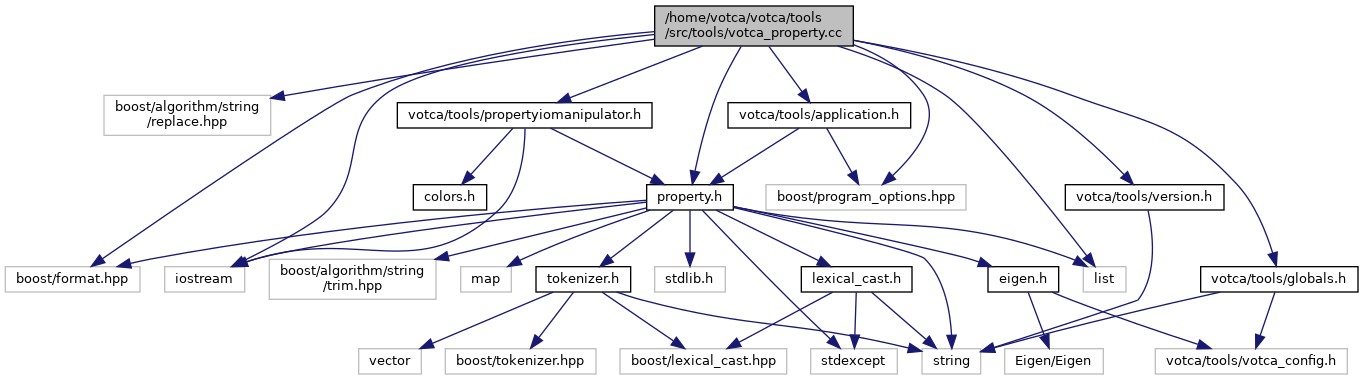 /home/votca/votca/tools
/src/tools/votca_property.cc
boost/algorithm/string
/replace.hpp
votca/tools/propertyiomanipulator.h
votca/tools/application.h
colors.h
property.h
boost/program_options.hpp
votca/tools/version.h
boost/format.hpp
iostream
boost/algorithm/string
/trim.hpp
map
tokenizer.h
stdlib.h
lexical_cast.h
eigen.h
list
votca/tools/globals.h
vector
boost/tokenizer.hpp
boost/lexical_cast.hpp
stdexcept
string
Eigen/Eigen
votca/tools/votca_config.h